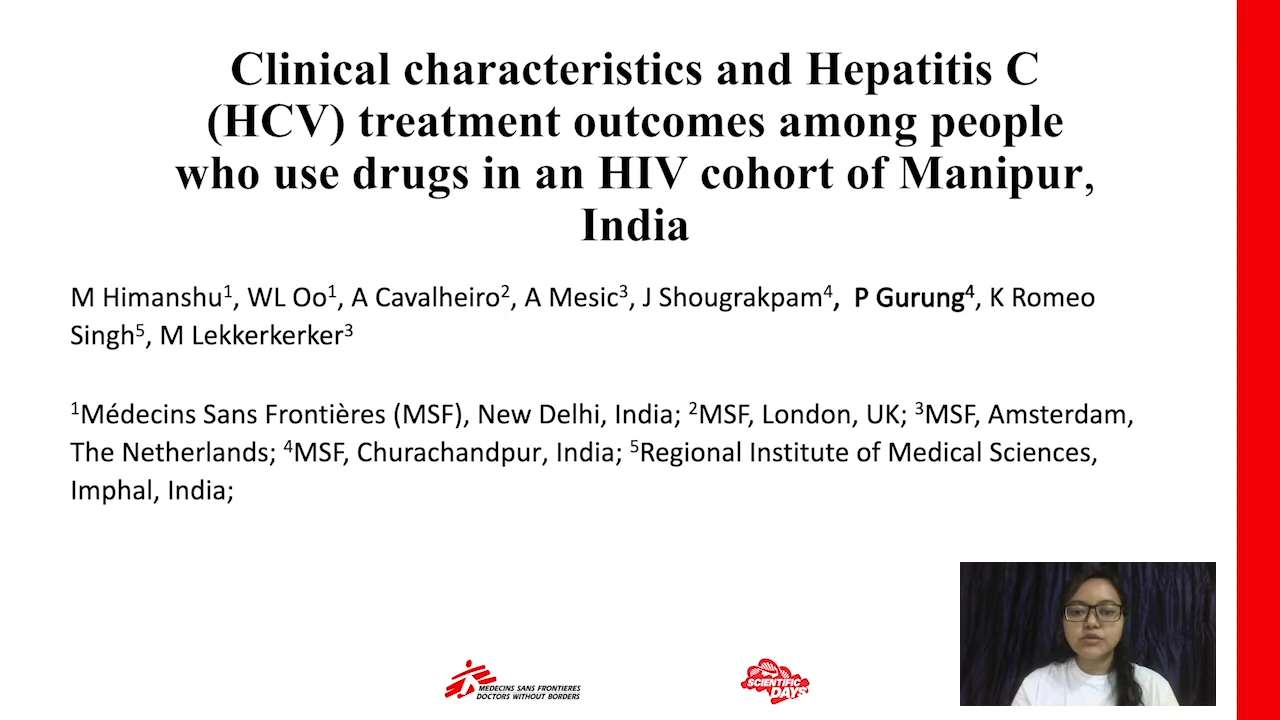 Clinical characteristics and Hepatitis C
(HCV) treatment outcomes among people
who use drugs in an HIV cohort of Manipur,
India
M Himanshu¹, WL Oo¹, A Cavalheiro², A Mesic³, J Shougrakpam⁴, P Gurung⁴, K Romeo
Singh⁵, M Lekkerkerker³
¹Médecins Sans Frontières (MSF), New Delhi, India; ²MSF, London, UK; ³MSF, Amsterdam,
The Netherlands; ⁴MSF, Churachandpur, India; ⁵Regional Institute of Medical Sciences,
Imphal, India;
MEDECINS SANS FRONTIERES
DOCTORS WITHOUT BORDERS
SCIENTIFIC
DAYS